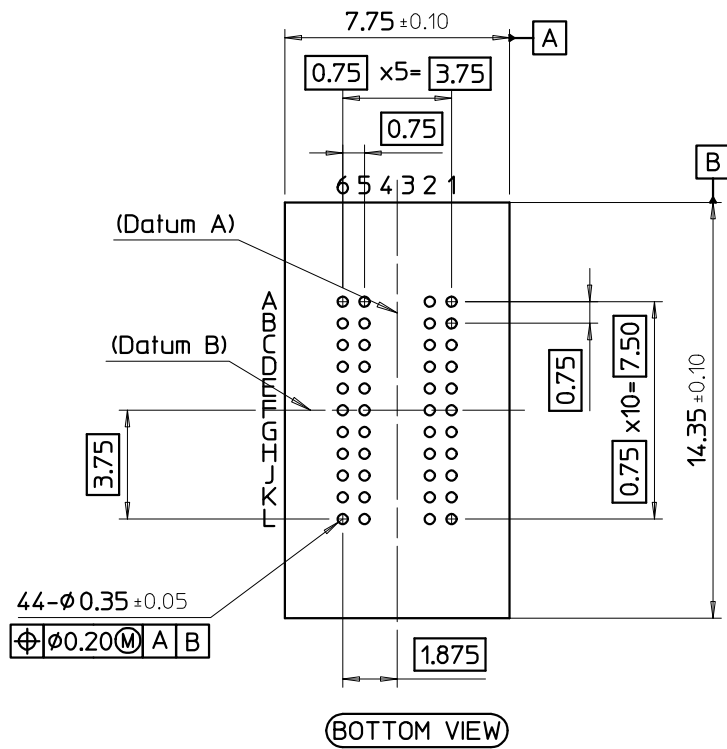 7.75 ±0.10
A
0.75 x5= 3.75
0.75
B
6 5 4 3 2 1
(Datum A)
A
B
(Datum B)
C
D
E
F
G
H
J
K
L
3.75
0.75
0.75 x10= 7.50
14.35 ±0.10
44-Φ0.35 ±0.05
⌖ Φ0.20 Ⓜ A B
1.875
BOTTOM VIEW